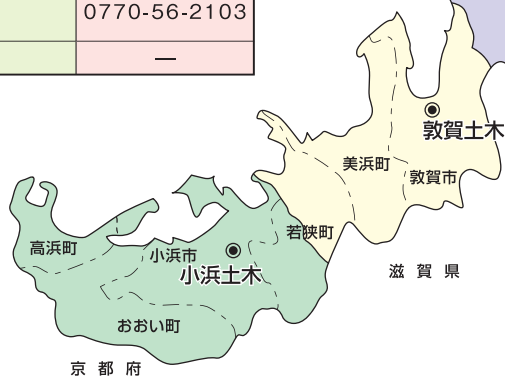 0770-56-2103
—
敦賀土木
美浜町
敦賀市
若狭町
高浜町
小浜市
小浜土木
滋賀県
おおい町
京都府